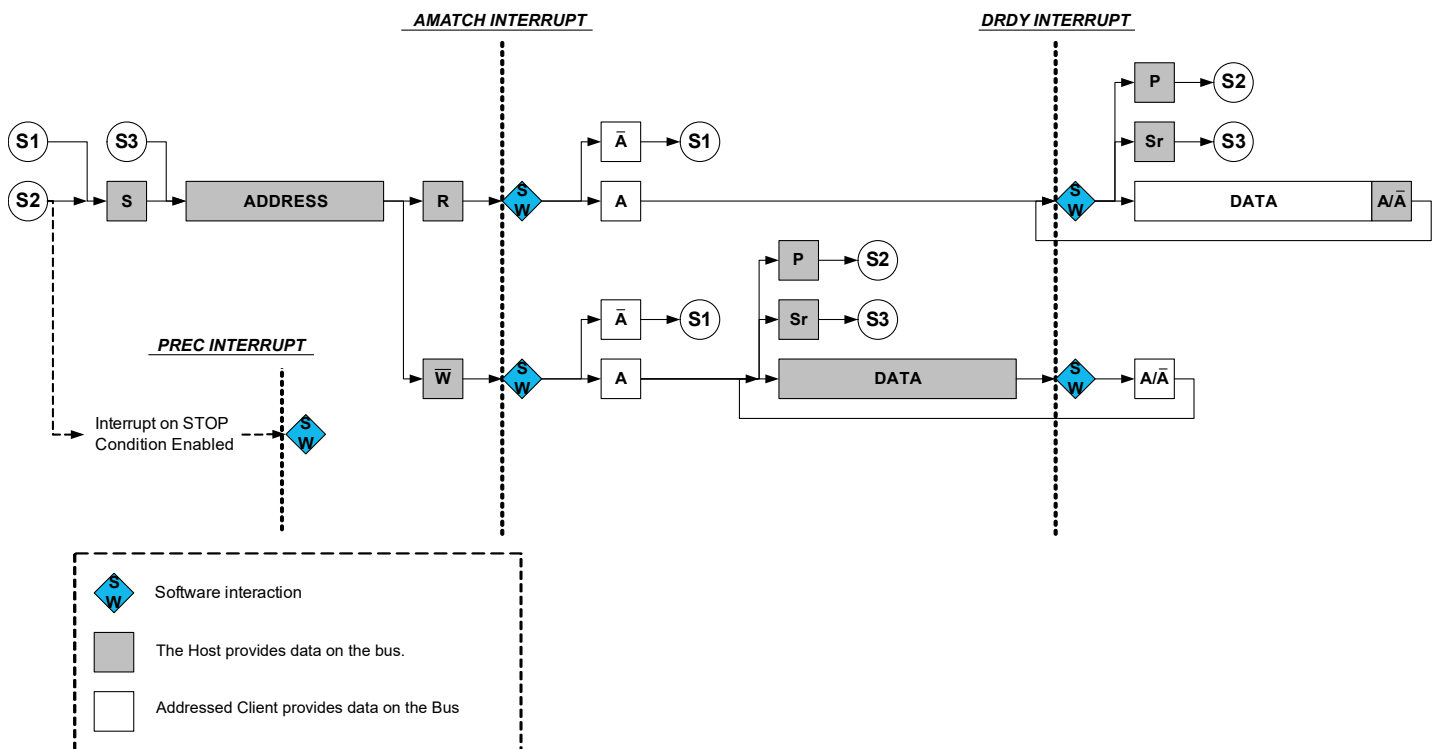 AMATCH INTERRUPT
DRDY INTERRUPT
P
S2
S1
S3
A̅
S1
Sr
S3
S2
S
ADDRESS
R
S
W
A
S
W
DATA
A/A̅
P
S2
A̅
S1
Sr
S3
PREC INTERRUPT
W̅
S
W
A
DATA
S
W
A/A̅
Interrupt on STOP
Condition Enabled
S
W
S
W
Software interaction
The Host provides data on the bus.
Addressed Client provides data on the Bus